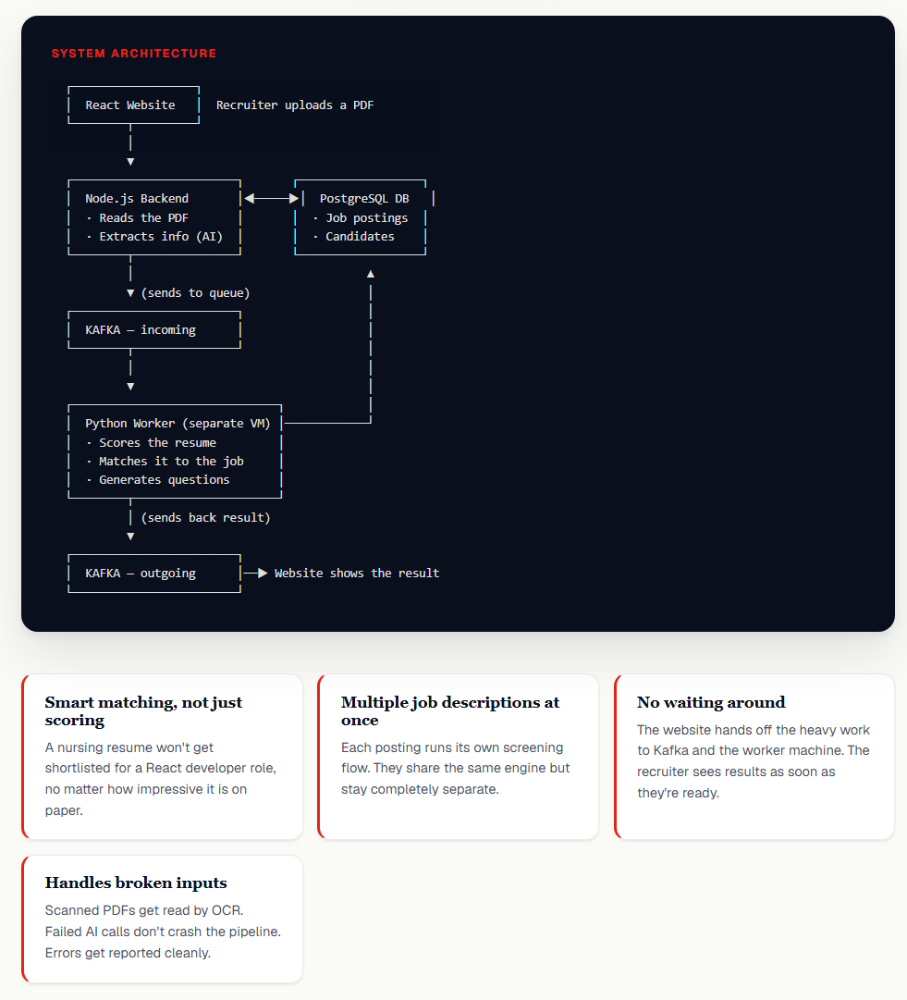 SYSTEM ARCHITECTURE
React Website Recruiter uploads a PDF
Node.js Backend PostgreSQL DB
· Reads the PDF · Job postings
· Extracts info (AI) · Candidates
(sends to queue)
KAFKA — incoming
Python Worker (separate VM)
· Scores the resume
· Matches it to the job
· Generates questions
(sends back result)
KAFKA — outgoing Website shows the result
Smart matching, not just
scoring
A nursing resume won't get
shortlisted for a React developer role,
no matter how impressive it is on
paper.
Multiple job descriptions at
once
Each posting runs its own screening
flow. They share the same engine but
stay completely separate.
No waiting around
The website hands off the heavy work
to Kafka and the worker machine. The
recruiter sees results as soon as
they're ready.
Handles broken inputs
Scanned PDFs get read by OCR.
Failed AI calls don't crash the pipeline.
Errors get reported cleanly.